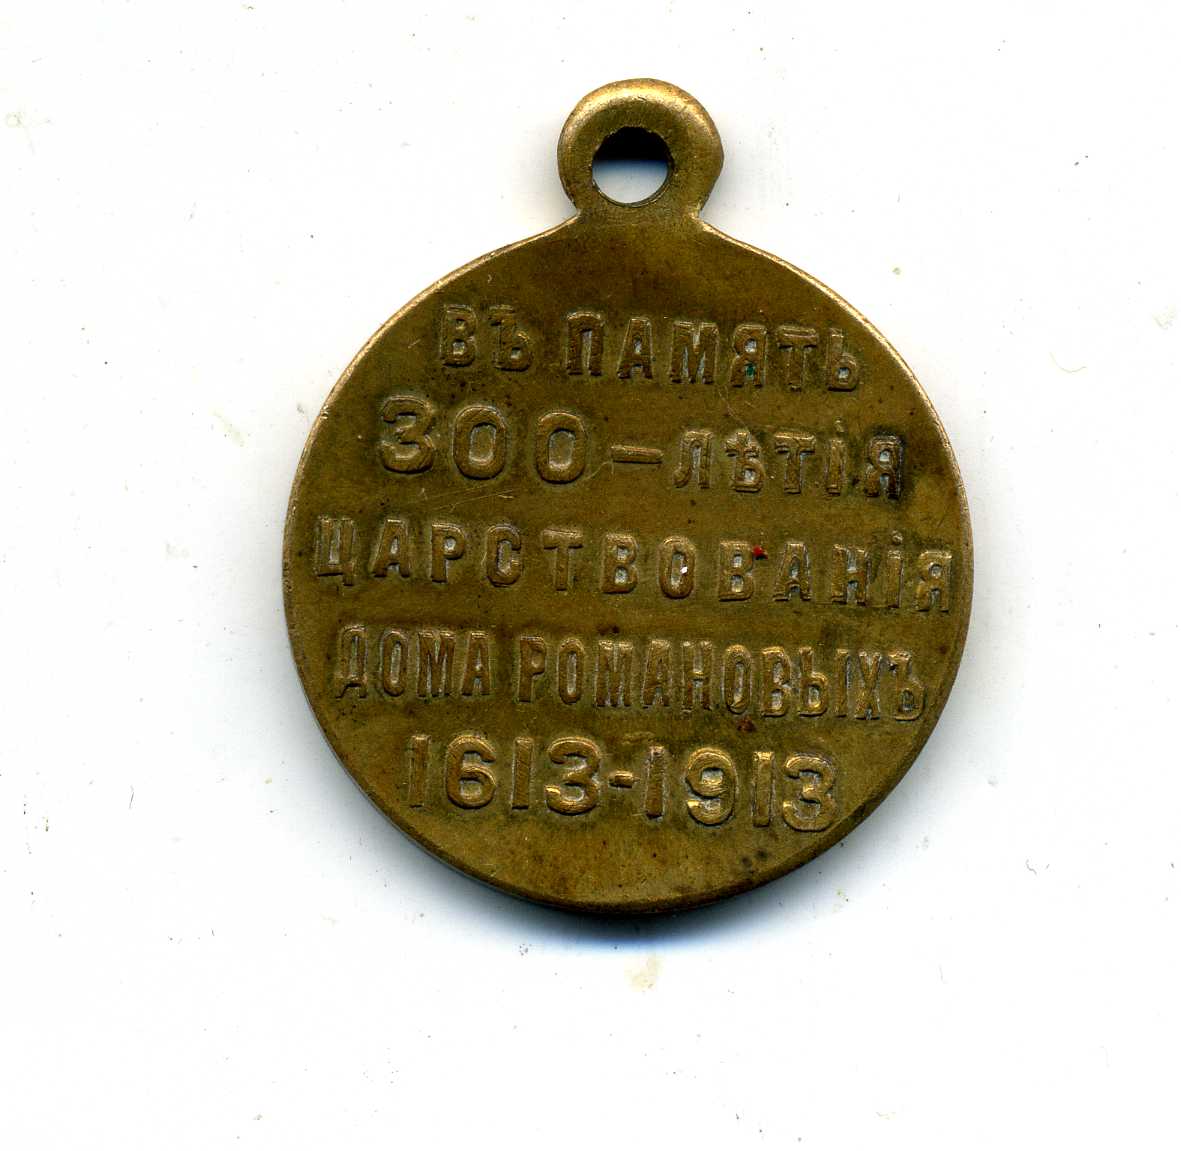 ВЪ ПАМЯТЬ
300-ЛѢТІЯ
ЦАРСТВОВАНІЯ
ДОМА РОМАНОВЫХЪ
1613-1913